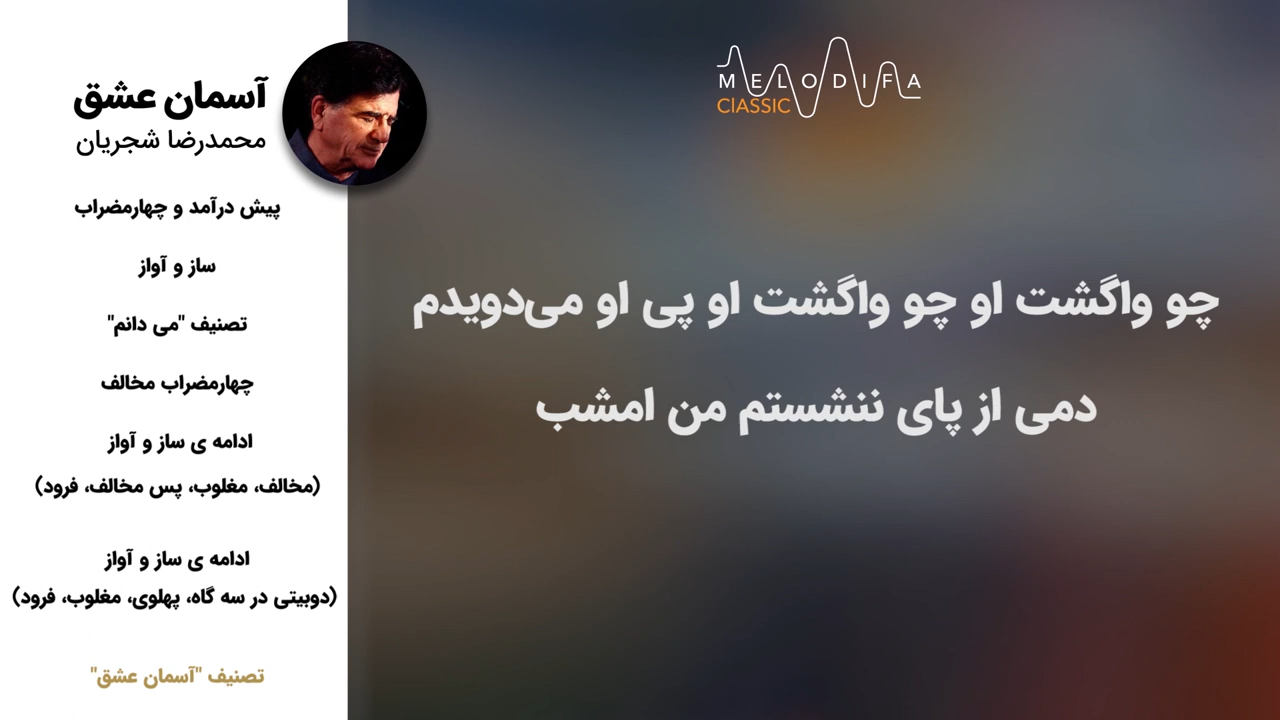 آسمان عشق
محمدرضا شجریان
پیش درآمد و چهارمضراب
ساز و آواز
تصنیف "می دانم"
چهارمضراب مخالف
ادامه ی ساز و آواز
(مخالف، مغلوب، پس مخالف، فرود)
ادامه ی ساز و آواز
(دوبیتی در سه گاه، پهلوی، مغلوب، فرود)
تصنیف "آسمان عشق"
MELODIFA
ClASSIC
چو واگشت او چو واگشت او پی او می‌دویدم
دمی از پای ننشستم من امشب